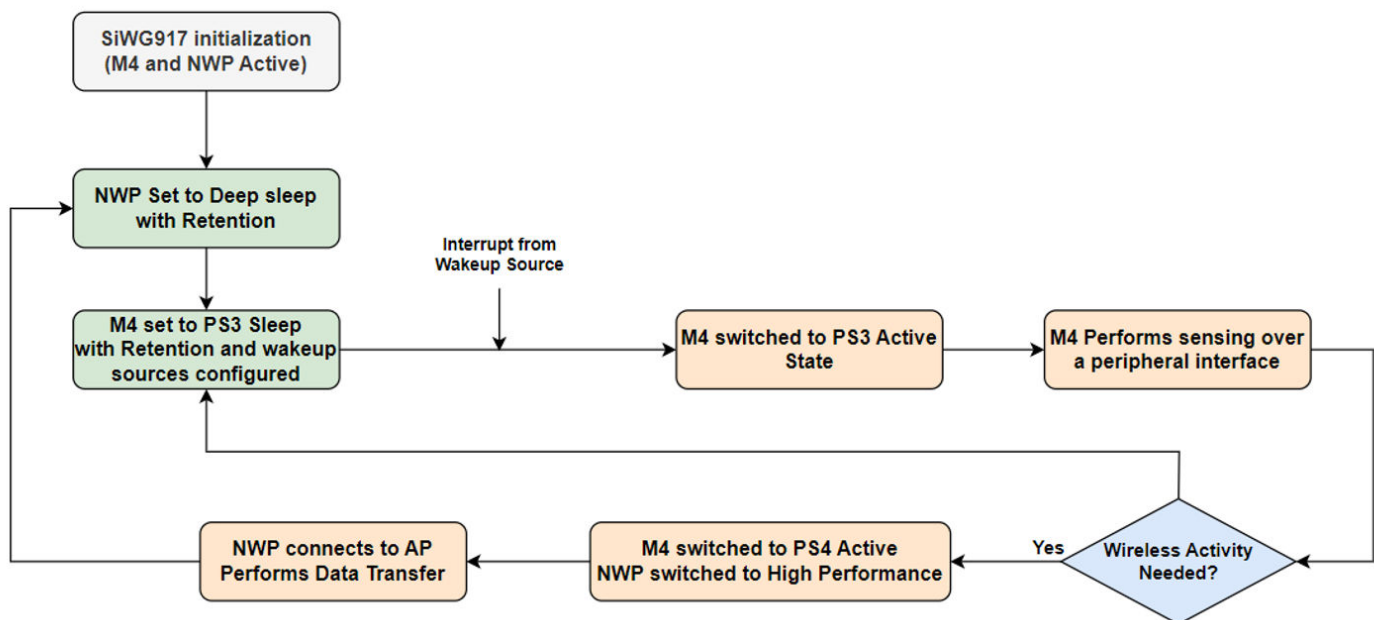 SiWG917 initialization
(M4 and NWP Active)
NWP Set to Deep sleep
with Retention
Interrupt from
Wakeup Source
M4 set to PS3 Sleep
with Retention and wakeup
sources configured
M4 switched to PS3 Active
State
M4 Performs sensing over
a peripheral interface
NWP connects to AP
Performs Data Transfer
M4 switched to PS4 Active
NWP switched to High Performance
Yes
Wireless Activity
Needed?